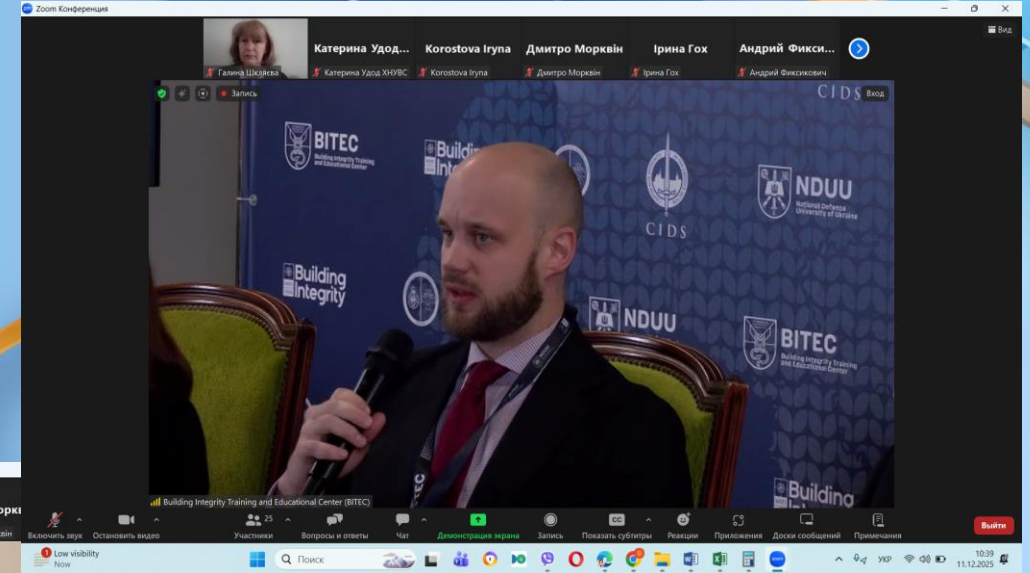 Zoom Конференция
Вид
Катерина Удод...
Korostova Iryna
Дмитро Морквін
Ірина Гох
Андрий Фикси...
Галина Шкляєва
Катерина Удод ХНУВС
Korostova Iryna
Дмитро Морквін
Ірина Гох
Андрий Фиксикович
Запись
Вход
CIDS
BITEC
Building Integrity Training
and Educational Center
Buildi
Int
CIDS
NDUU
National Defence
University of Ukraine
Building
Integrity
NDUU
BITEC
Building Integrity Training
and Educational Center
Building
Building Integrity Training and Educational Center (BITEC)
25
Включить звук
Остановить видео
Участники
Вопросы и ответы
Чат
Демонстрация экрана
Запись
Показать субтитры
Реакции
Приложения
Доски сообщений
Примечания
Выйти
1
Low visibility
Now
Поиск
УКР
10:39
11.12.2025